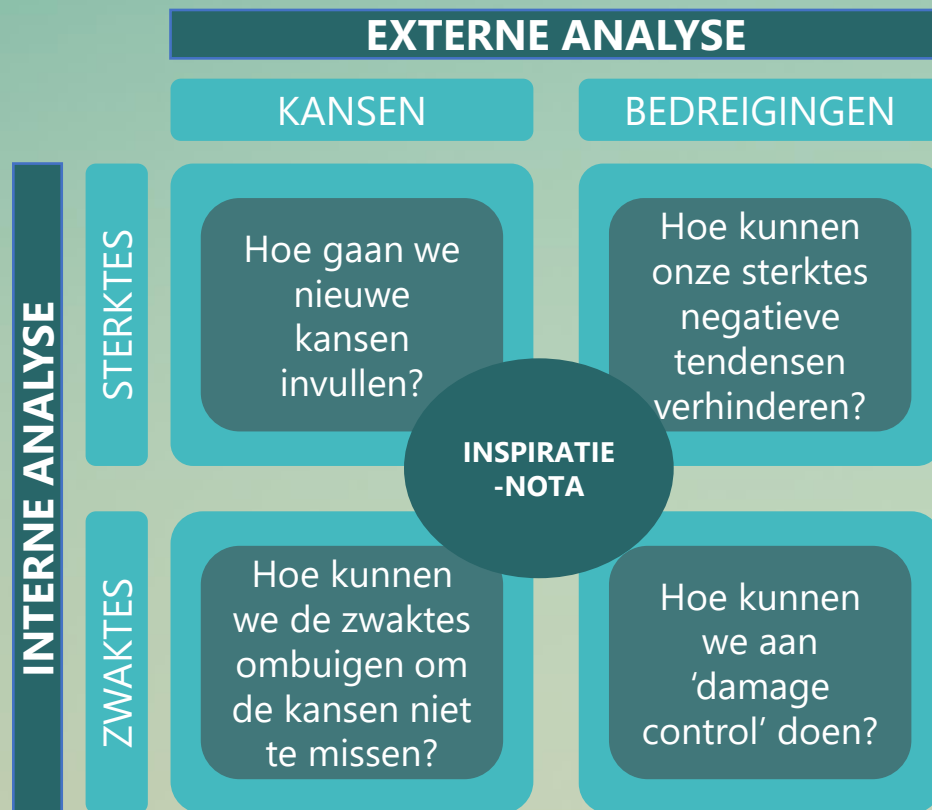 EXTERNE ANALYSE
KANSEN
BEDREIGINGEN
INTERNE ANALYSE
STERKTES
Hoe gaan we
nieuwe
kansen
invullen?
Hoe kunnen
onze sterktes
negatieve
tendensen
verhinderen?
INSPIRATIE
-NOTA
ZWAKTES
Hoe kunnen
we de zwaktes
ombuigen om
de kansen niet
te missen?
Hoe kunnen
we aan
‘damage
control’ doen?